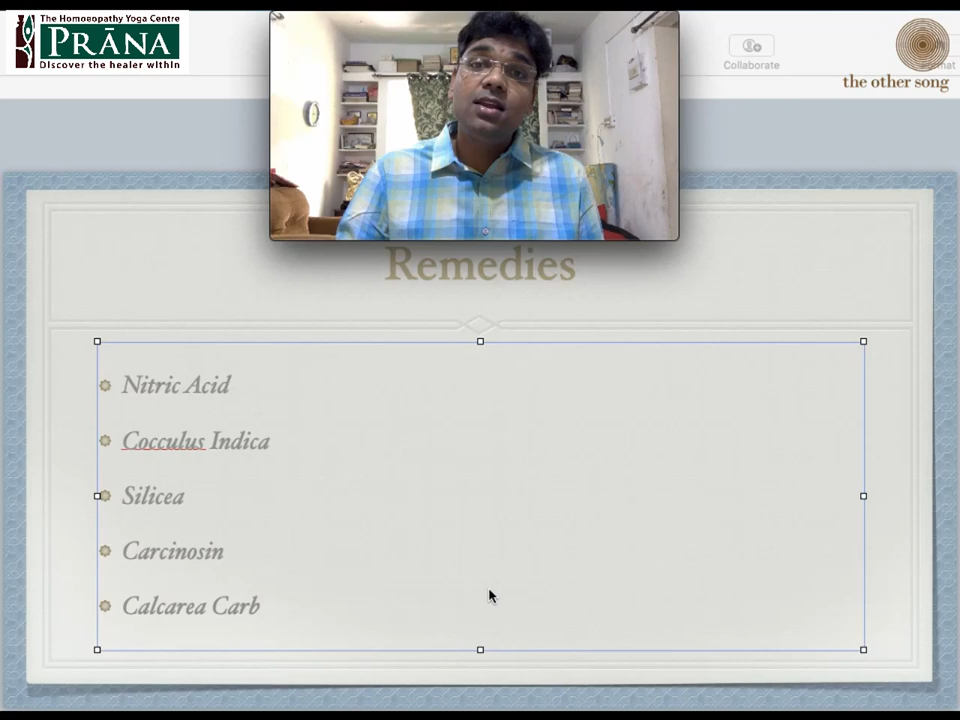 The Homoeopathy Yoga Centre
PRĀNA
Discover the healer within
Collaborate
the other song
Remedies
Nitric Acid
Cocculus Indica
Silicea
Carcinosin
Calcarea Carb